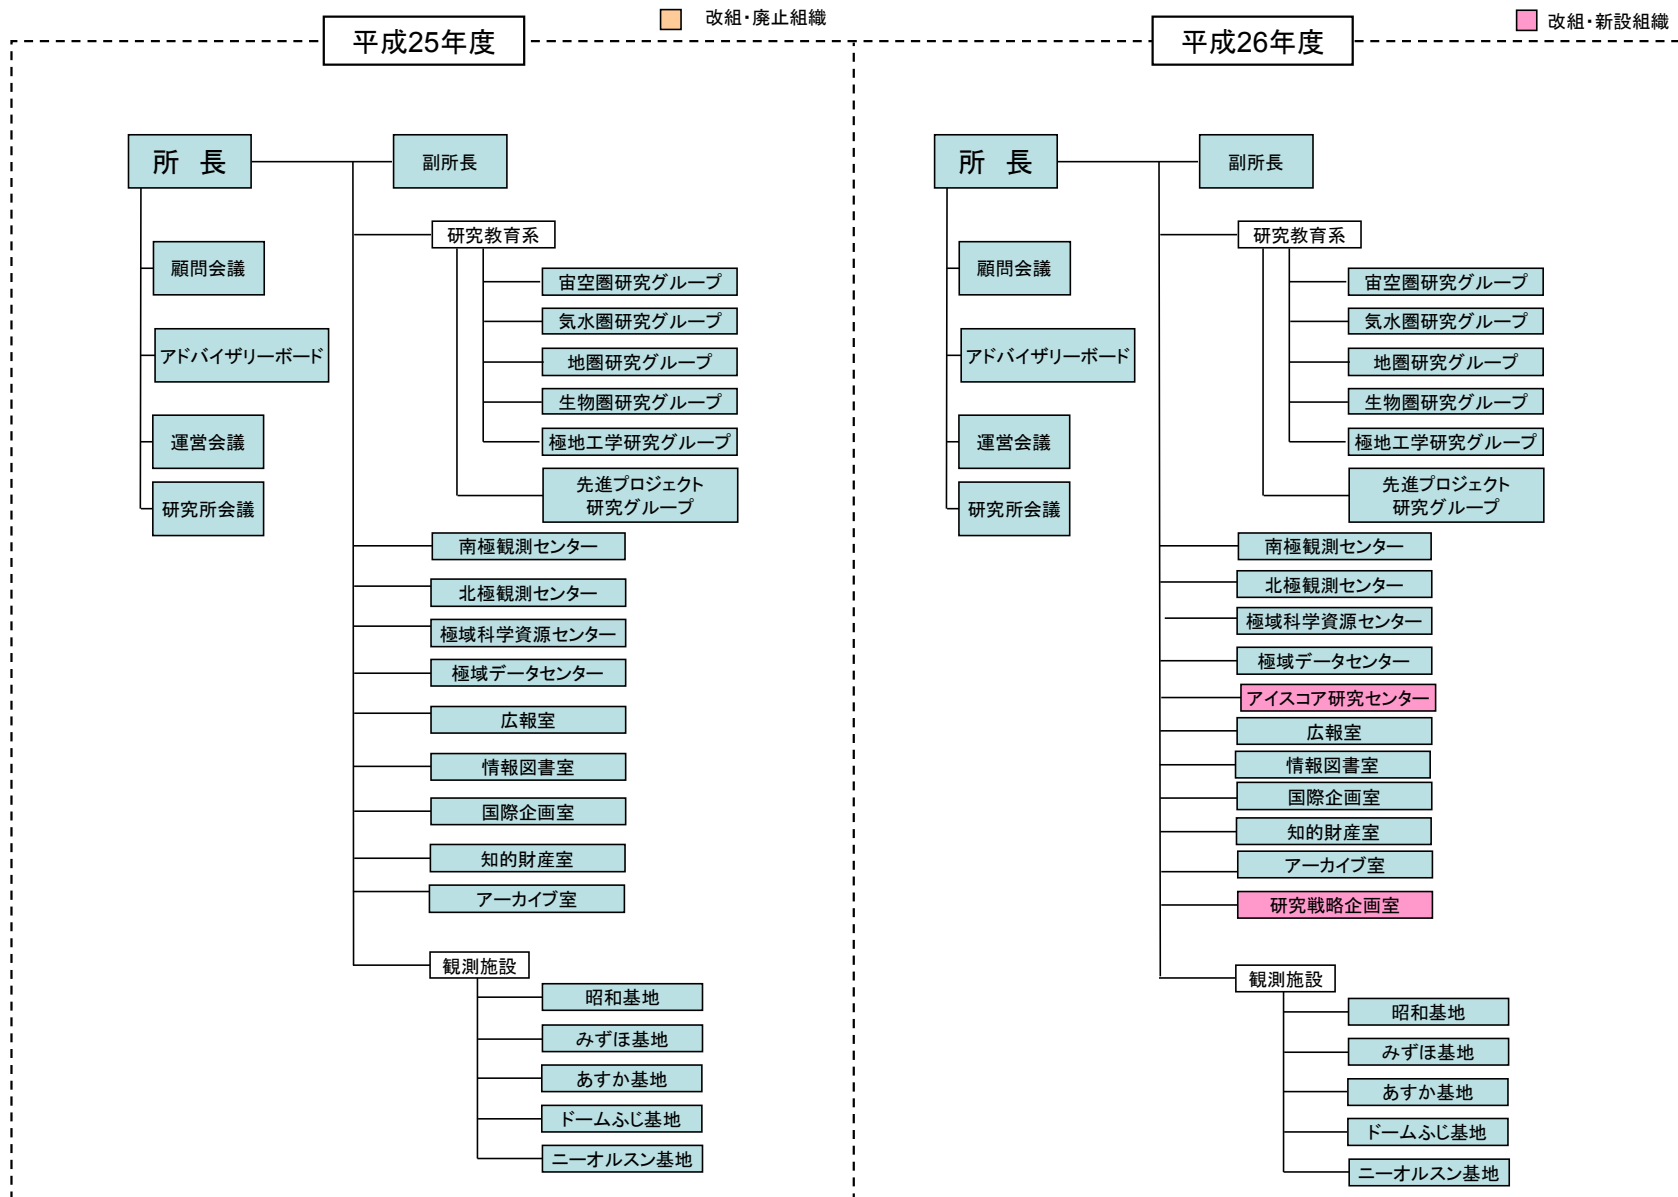 改組・廃止組織
改組・新設組織
平成25年度
所　長
副所長
顧問会議
アドバイザリーボード
運営会議
研究所会議
研究教育系
宙空圏研究グループ
気水圏研究グループ
地圏研究グループ
生物圏研究グループ
極地工学研究グループ
先進プロジェクト
研究グループ
南極観測センター
北極観測センター
極域科学資源センター
極域データセンター
広報室
情報図書室
国際企画室
知的財産室
アーカイブ室
観測施設
昭和基地
みずほ基地
あすか基地
ドームふじ基地
ニーオルスン基地
平成26年度
所　長
副所長
顧問会議
アドバイザリーボード
運営会議
研究所会議
研究教育系
宙空圏研究グループ
気水圏研究グループ
地圏研究グループ
生物圏研究グループ
極地工学研究グループ
先進プロジェクト
研究グループ
南極観測センター
北極観測センター
極域科学資源センター
極域データセンター
アイスコア研究センター
広報室
情報図書室
国際企画室
知的財産室
アーカイブ室
研究戦略企画室
観測施設
昭和基地
みずほ基地
あすか基地
ドームふじ基地
ニーオルスン基地